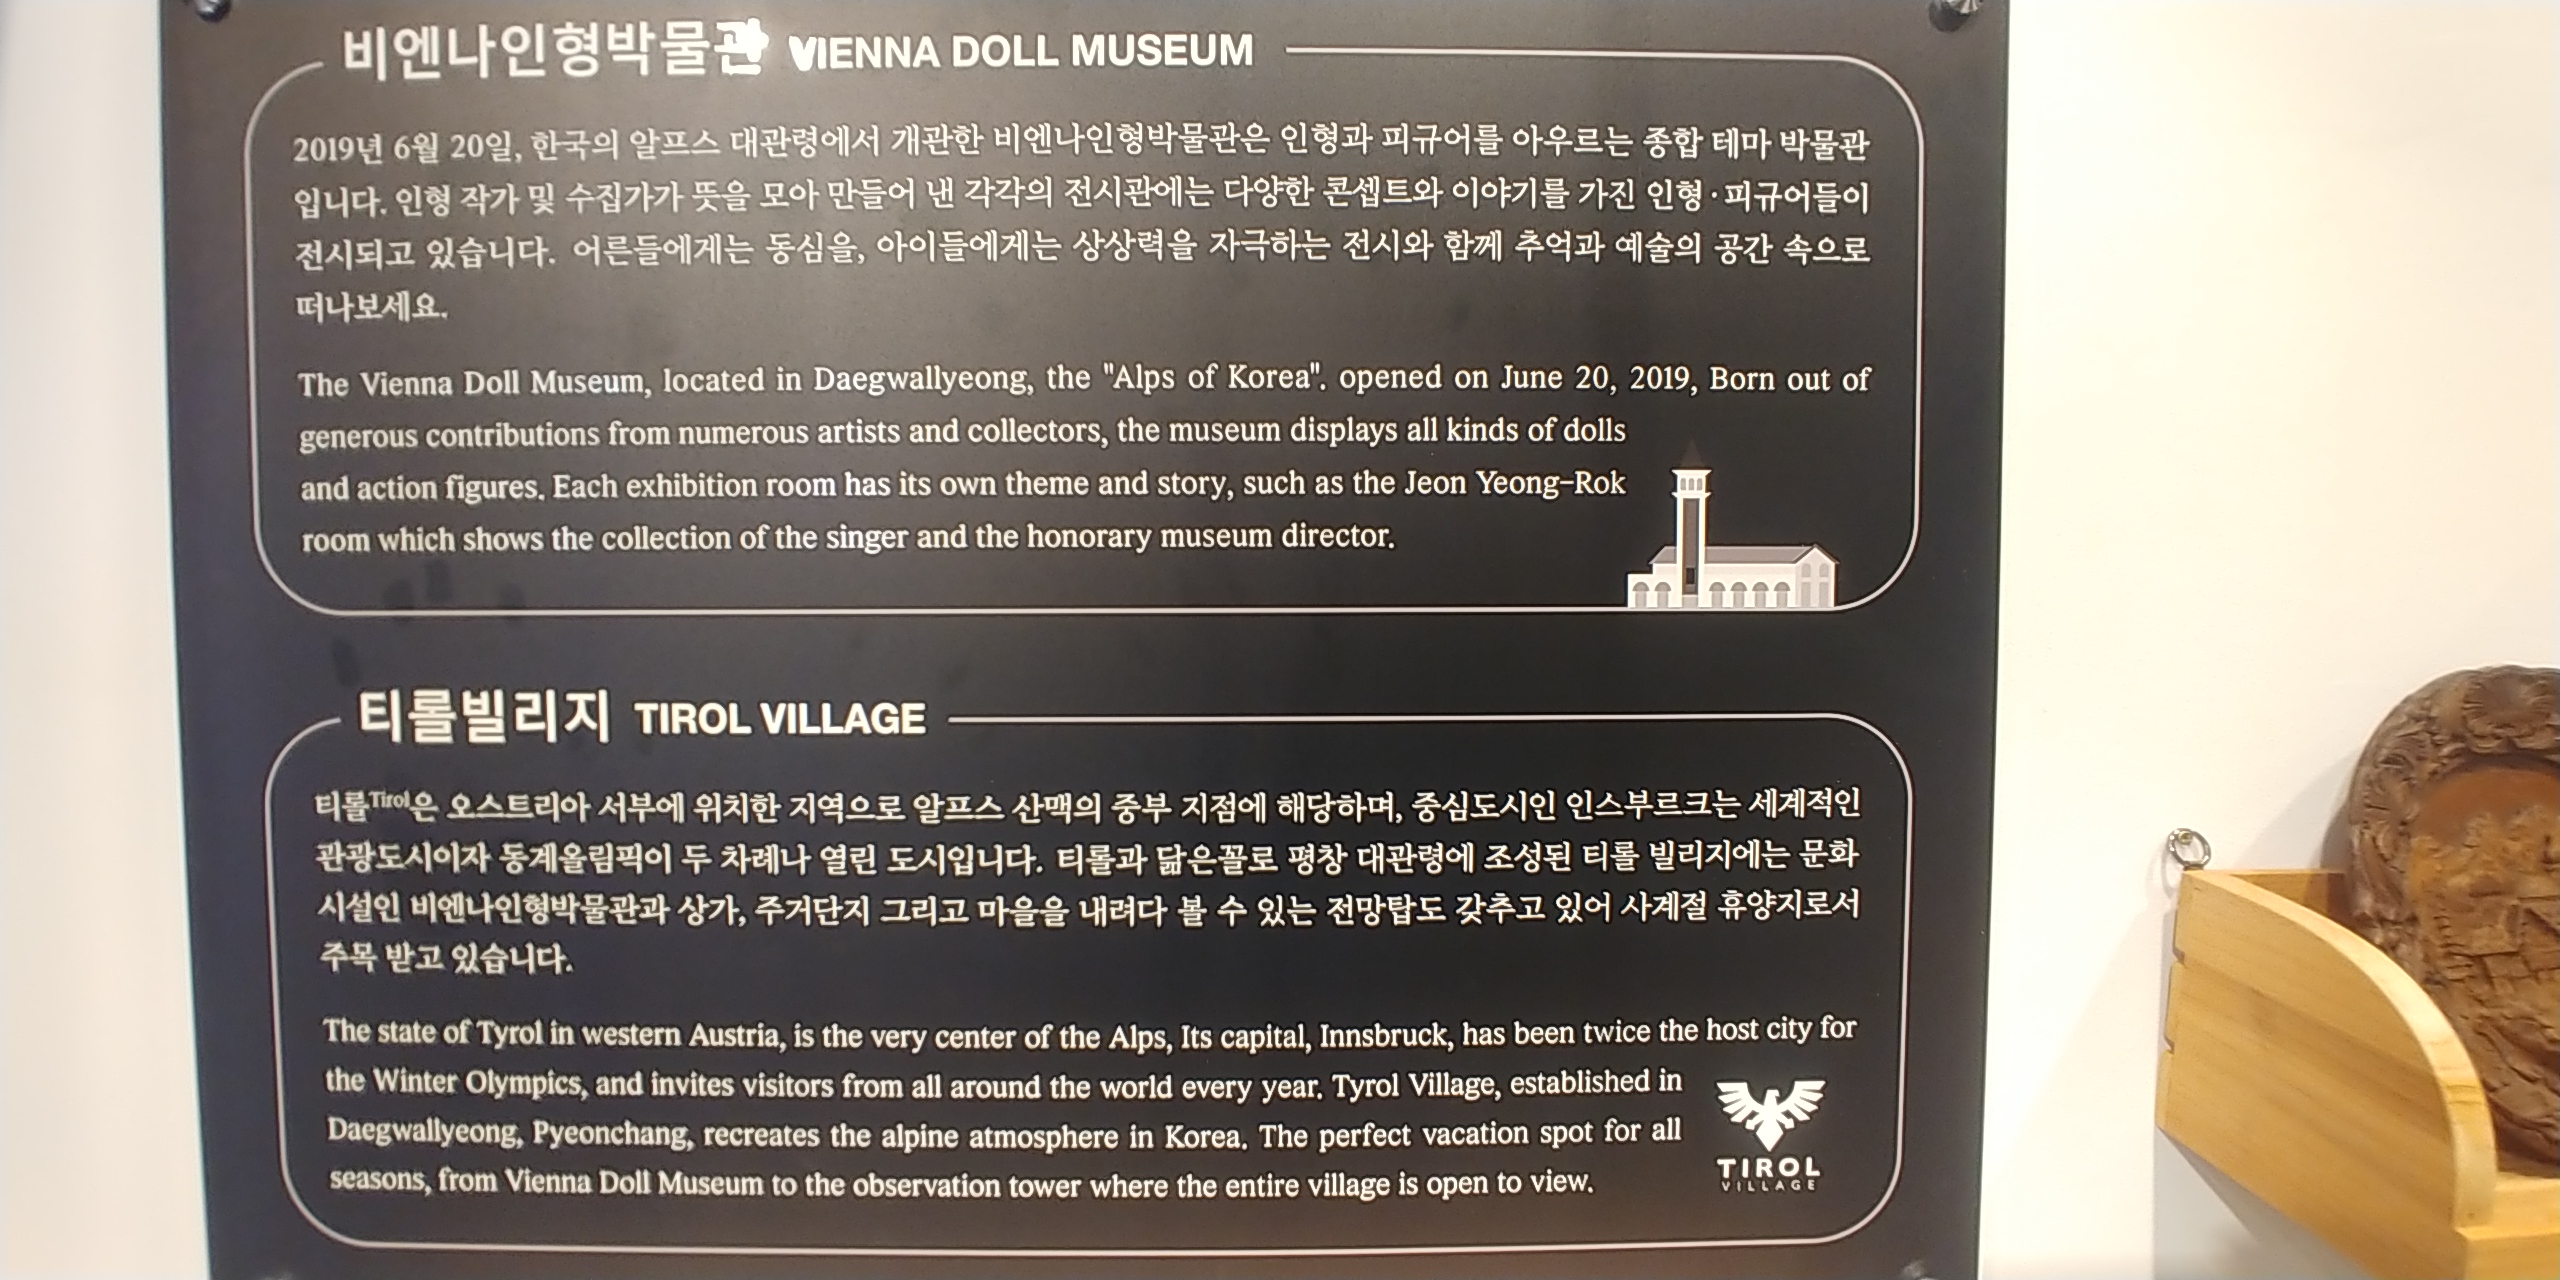 비엔나인형박물관 VIENNA DOLL MUSEUM
2019년 6월 20일, 한국의 알프스 대관령에서 개관한 비엔나인형박물관은 인형과 피규어를 아우르는 종합 테마 박물관
입니다. 인형 작가 및 수집가가 뜻을 모아 만들어 낸 각각의 전시관에는 다양한 콘셉트와 이야기를 가진 인형·피규어들이
전시되고 있습니다. 어른들에게는 동심을, 아이들에게는 상상력을 자극하는 전시와 함께 추억과 예술의 공간 속으로
떠나보세요.
The Vienna Doll Museum, located in Daegwallyeong, the "Alps of Korea". opened on June 20, 2019, Born out of
generous contributions from numerous artists and collectors, the museum displays all kinds of dolls
and action figures. Each exhibition room has its own theme and story, such as the Jeon Yeong-Rok
room which shows the collection of the singer and the honorary museum director.
티롤빌리지 TIROL VILLAGE
티롤Tirol은 오스트리아 서부에 위치한 지역으로 알프스 산맥의 중부 지점에 해당하며, 중심도시인 인스부르크는 세계적인
관광도시이자 동계올림픽이 두 차례나 열린 도시입니다. 티롤과 닮은꼴로 평창 대관령에 조성된 티롤 빌리지에는 문화
시설인 비엔나인형박물관과 상가, 주거단지 그리고 마을을 내려다 볼 수 있는 전망탑도 갖추고 있어 사계절 휴양지로서
주목 받고 있습니다.
The state of Tyrol in western Austria, is the very center of the Alps, Its capital, Innsbruck, has been twice the host city for
the Winter Olympics, and invites visitors from all around the world every year. Tyrol Village, established in
Daegwallyeong, Pyeonchang, recreates the alpine atmosphere in Korea. The perfect vacation spot for all
seasons, from Vienna Doll Museum to the observation tower where the entire village is open to view.
TIROL
VILLAGE